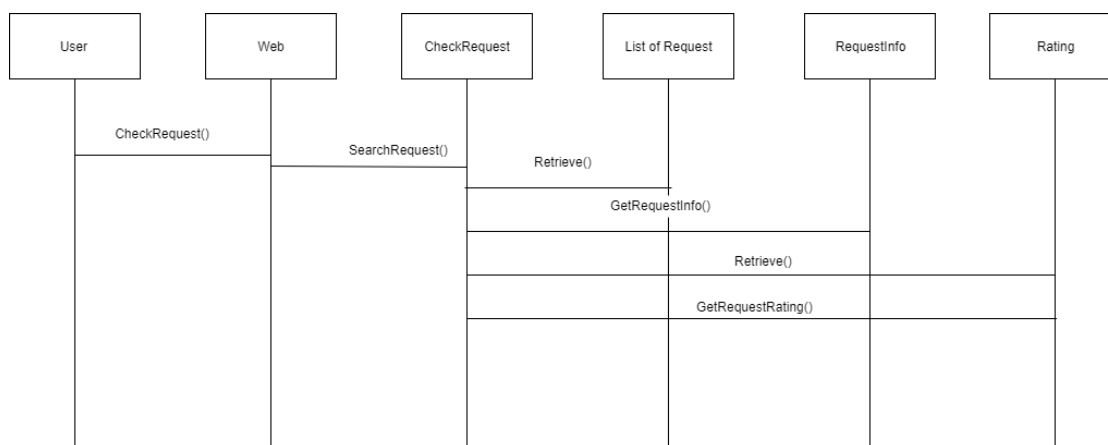 User
Web
CheckRequest
List of Request
RequestInfo
Rating
CheckRequest()
SearchRequest()
Retrieve()
GetRequestInfo()
Retrieve()
GetRequestRating()